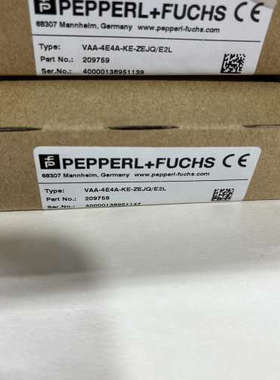 PEPPERL+FUCHS CE
68307 Mannheim, Germany www.pepperl-fuchs.com
Type: VAA-4E4A-KE-ZEJQ/E2L
Part No.: 209759
Ser.No.: 40000138951139
PEPPERL+FUCHS CE
68307 Mannheim, Germany www.pepperl-fuchs.com
Type: VAA-4E4A-KE-ZEJQ/E2L
Part No.: 209759
Ser.No.: